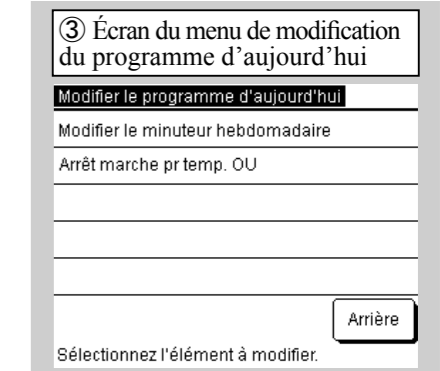 ③ Écran du menu de modification
du programme d’aujourd’hui
Modifier le programme d'aujourd'hui
Modifier le minuteur hebdomadaire
Arrêt marche pr temp. OU
Arrière
Sélectionnez l'élément à modifier.